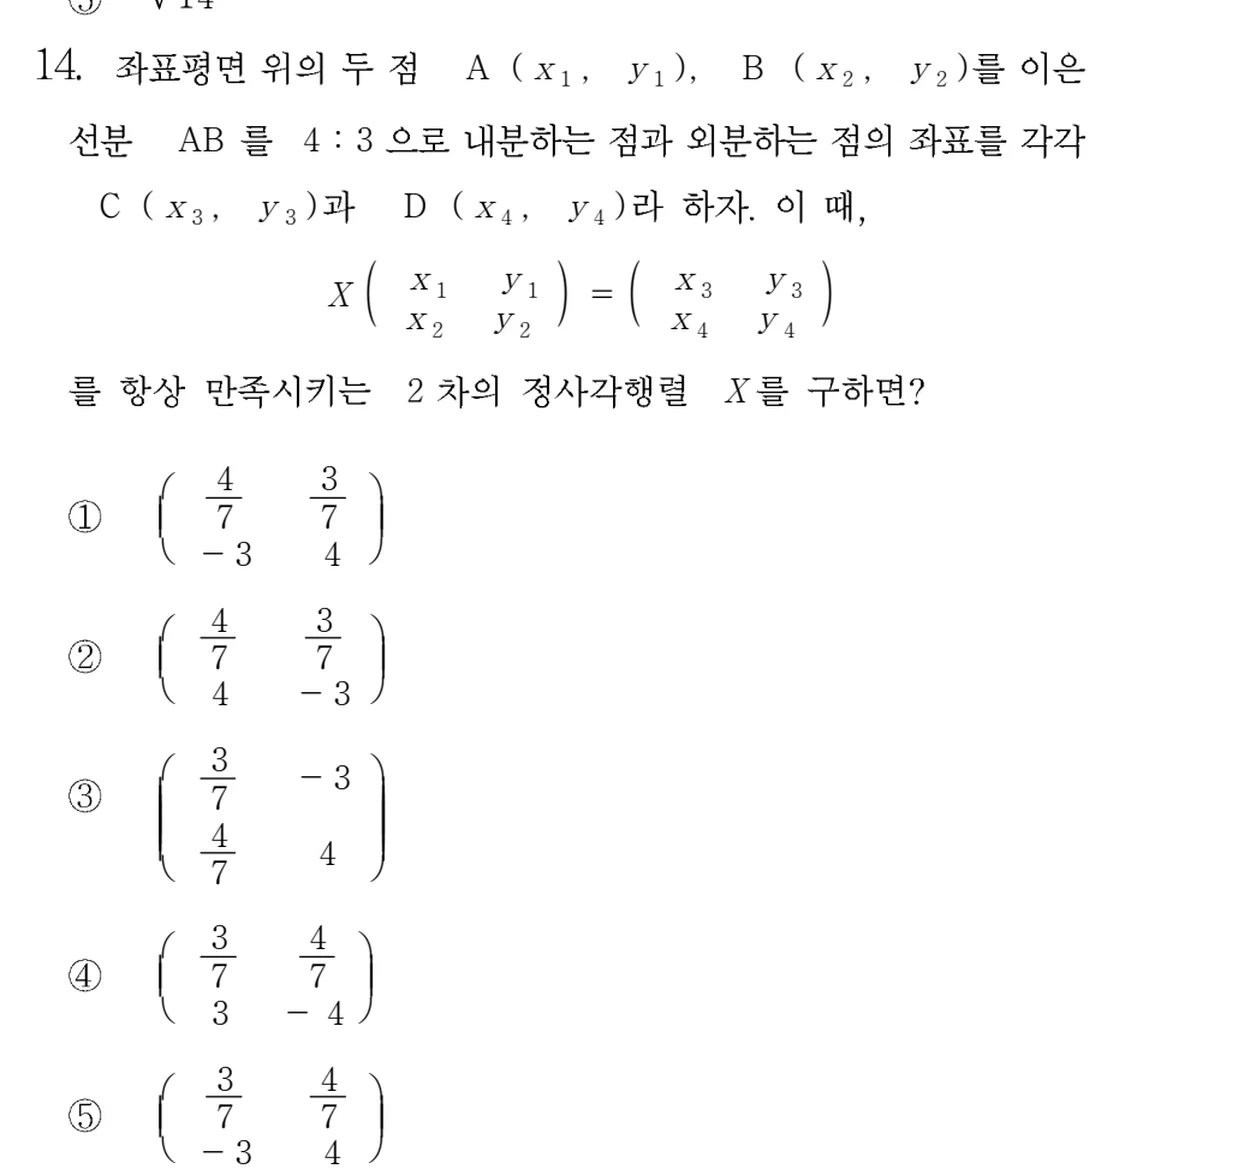 ⑤ √14
14. 좌표평면 위의 두 점 A ( x₁, y₁), B ( x₂, y₂)를 이은
선분 AB 를 4 : 3 으로 내분하는 점과 외분하는 점의 좌표를 각각
C ( x₃, y₃)과 D ( x₄, y₄)라 하자. 이 때,
X ( x₁ y₁ ) = ( x₃ y₃ )
x₂ y₂ x₄ y₄
를 항상 만족시키는 2 차의 정사각행렬 X를 구하면?
① ( 4/7 3/7 )
-3 4
② ( 4/7 3/7 )
4 -3
③ ( 3/7 -3 )
4/7 4
④ ( 3/7 4/7 )
3 - 4
⑤ ( 3/7 4/7 )
-3 4